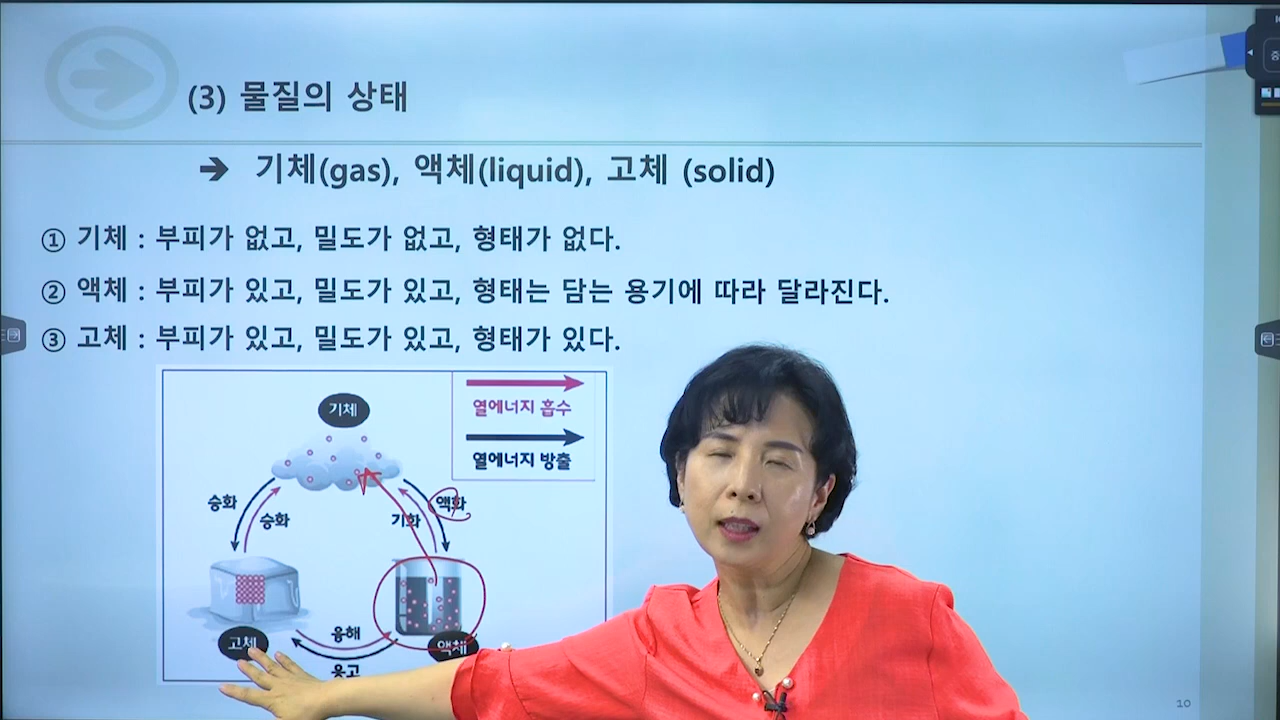 (3) 물질의 상태
➔ 기체(gas), 액체(liquid), 고체 (solid)
① 기체 : 부피가 없고, 밀도가 없고, 형태가 없다.
② 액체 : 부피가 있고, 밀도가 있고, 형태는 담는 용기에 따라 달라진다.
③ 고체 : 부피가 있고, 밀도가 있고, 형태가 있다.
기체
열에너지 흡수
열에너지 방출
승화
승화
기화
액화
고체
액체
융해
응고
10